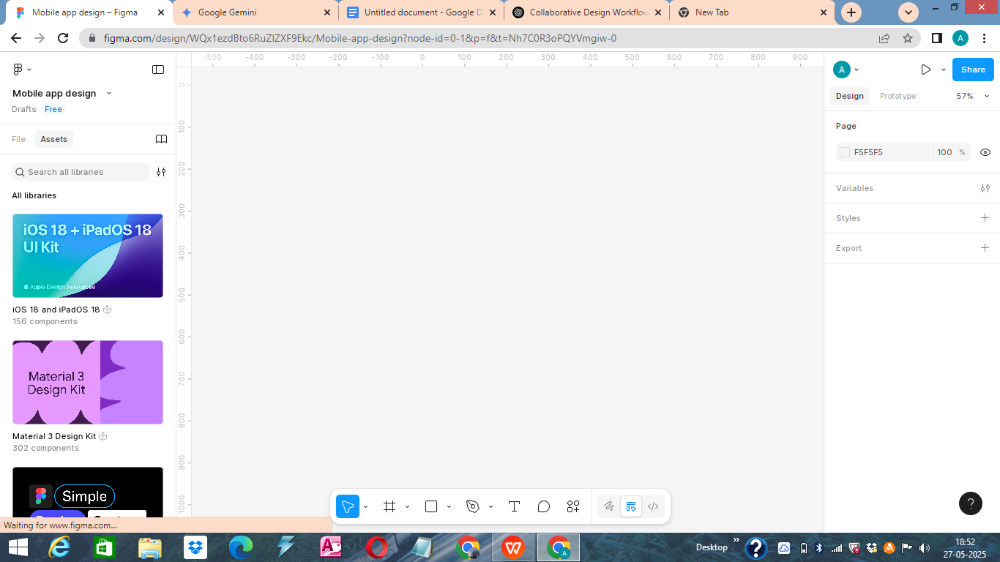 Mobile app design – Figma
Google Gemini
Untitled document - Google D
Collaborative Design Workflow
New Tab
figma.com/design/WQx1ezdBto6RuZlZXF9Ekc/Mobile-app-design?node-id=0-1&p=f&t=Nh7C0R3oPQYVmgiw-0
A
-500 -400 -300 -200 -100 0 100 200 300 400 500 600 700 800 900
A
Share
Mobile app design
Drafts Free
Design Prototype 57%
File Assets
Page
F5F5F5 100 %
Search all libraries
All libraries
Variables
Styles
Export
0
100
200
300
400
500
600
700
800
900
1000
iOS 18 + iPadOS 18
UI Kit
Apple Design Resources
iOS 18 and iPadOS 18
156 components
Material 3
Design Kit
Material 3 Design Kit
302 components
Simple
T
</>
?
Waiting for www.figma.com...
Desktop
18:52
27-05-2025